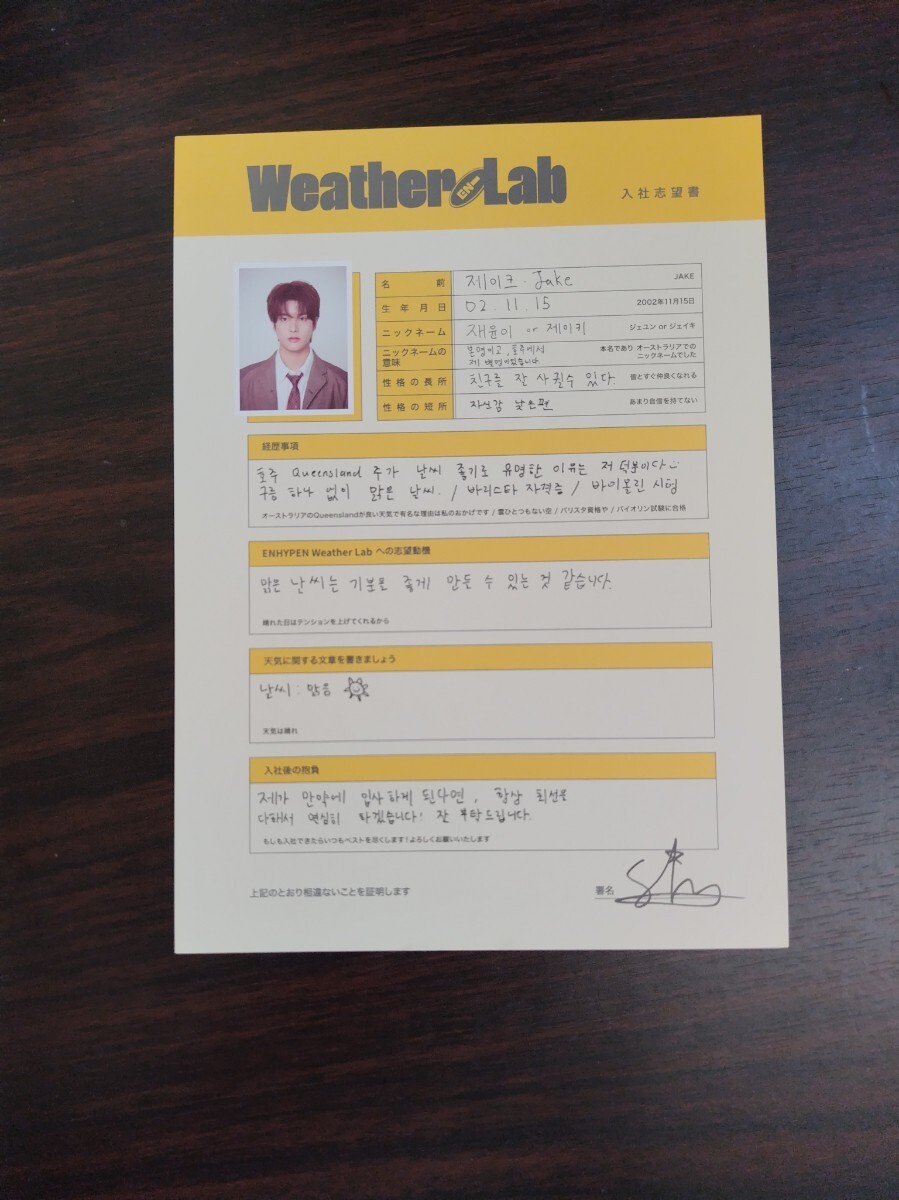 Weather EN- Lab
入社志望書
名前 제이크. Jake JAKE
生年月日 02.11.15 2002年11月15日
ニックネーム 재윤이 or 제이키 ジェユン or ジェイキ
ニックネームの意味 본명이고, 호주에서 本名であり オーストラリアでの
제 별명이었습니다 ニックネームでした
性格の長所 친구를 잘 사귈수 있다. 皆とすぐ仲良くなれる
性格の短所 자신감 낮은편 あまり自信を持てない
経歴事項
호주 Queensland 주가 날씨 좋기로 유명한 이유는 저 덕분이다
구름 하나 없이 맑은 날씨. / 바리스타 자격증 / 바이올린 시험
オーストラリアのQueenslandが良い天気で有名な理由は私のおかげです / 雲ひとつもない空 / バリスタ資格や / バイオリン試験に合格
ENHYPEN Weather Lab への志望動機
맑은 날씨는 기분을 좋게 만들 수 있는 것 같습니다.
晴れた日はテンションを上げてくれるから
天気に関する文章を書きましょう
날씨: 맑음
天気は晴れ
入社後の抱負
제가 만약에 입사하게 된다면, 항상 최선을
다해서 열심히 하겠습니다! 잘 부탁드립니다.
もしも入社できたらいつもベストを尽くします!よろしくお願いいたします
上記のとおり相違ないことを証明します
署名